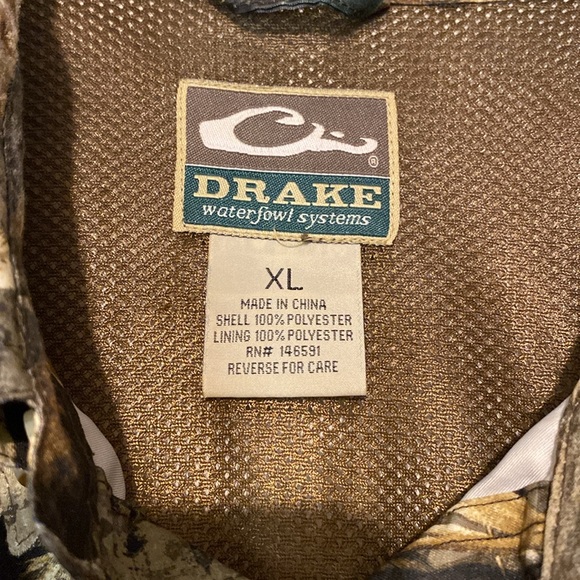 ®
DRAKE
waterfowl systems
XL
MADE IN CHINA
SHELL 100% POLYESTER
LINING 100% POLYESTER
RN# 146591
REVERSE FOR CARE